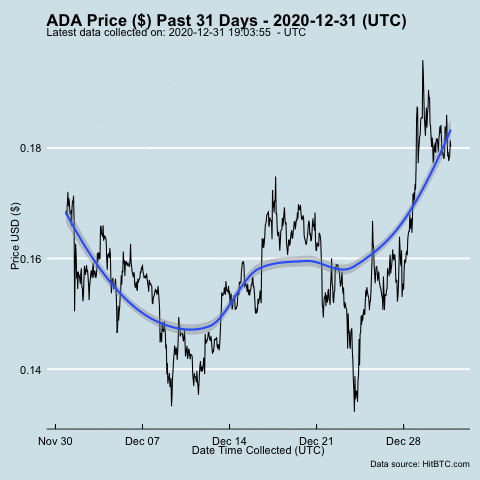 ADA Price ($) Past 31 Days - 2020-12-31 (UTC)
Latest data collected on: 2020-12-31 19:03:55 - UTC
0.18
0.16
0.14
Price USD ($)
Nov 30 Dec 07 Dec 14 Dec 21 Dec 28
Date Time Collected (UTC)
Data source: HitBTC.com